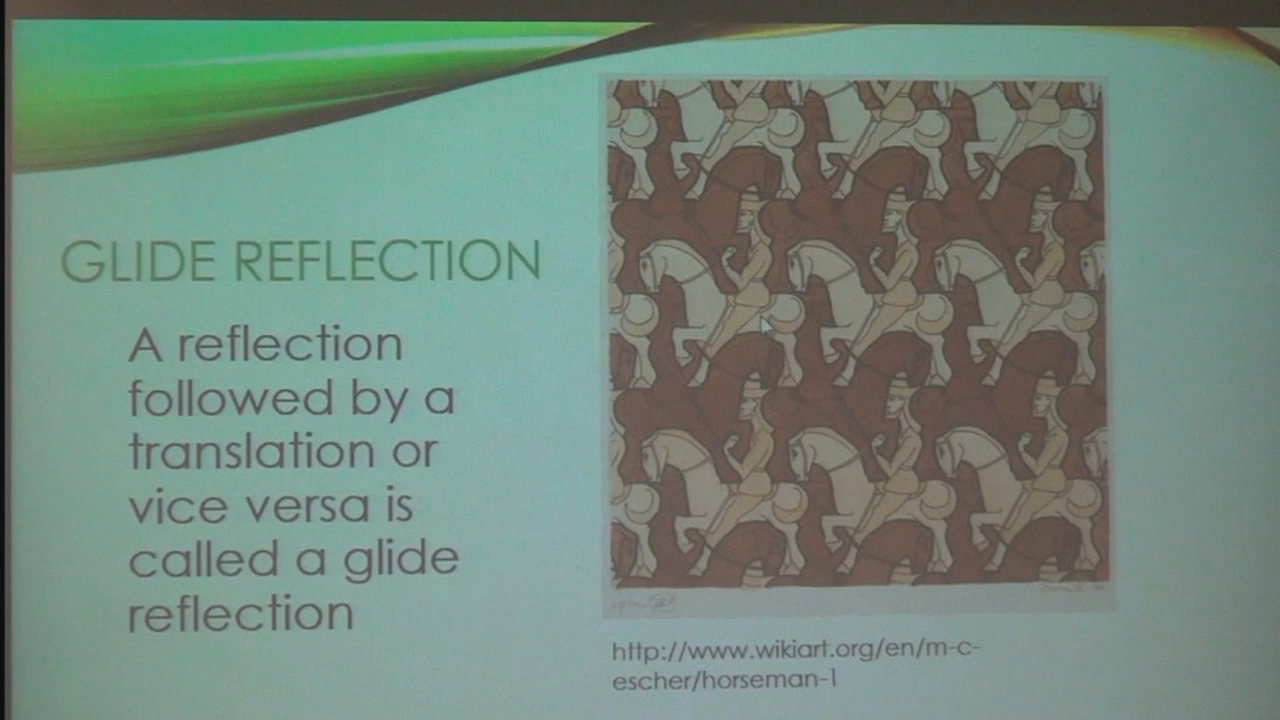 GLIDE REFLECTION
A reflection
followed by a
translation or
vice versa is
called a glide
reflection
http://www.wikiart.org/en/m-c-
escher/horseman-1